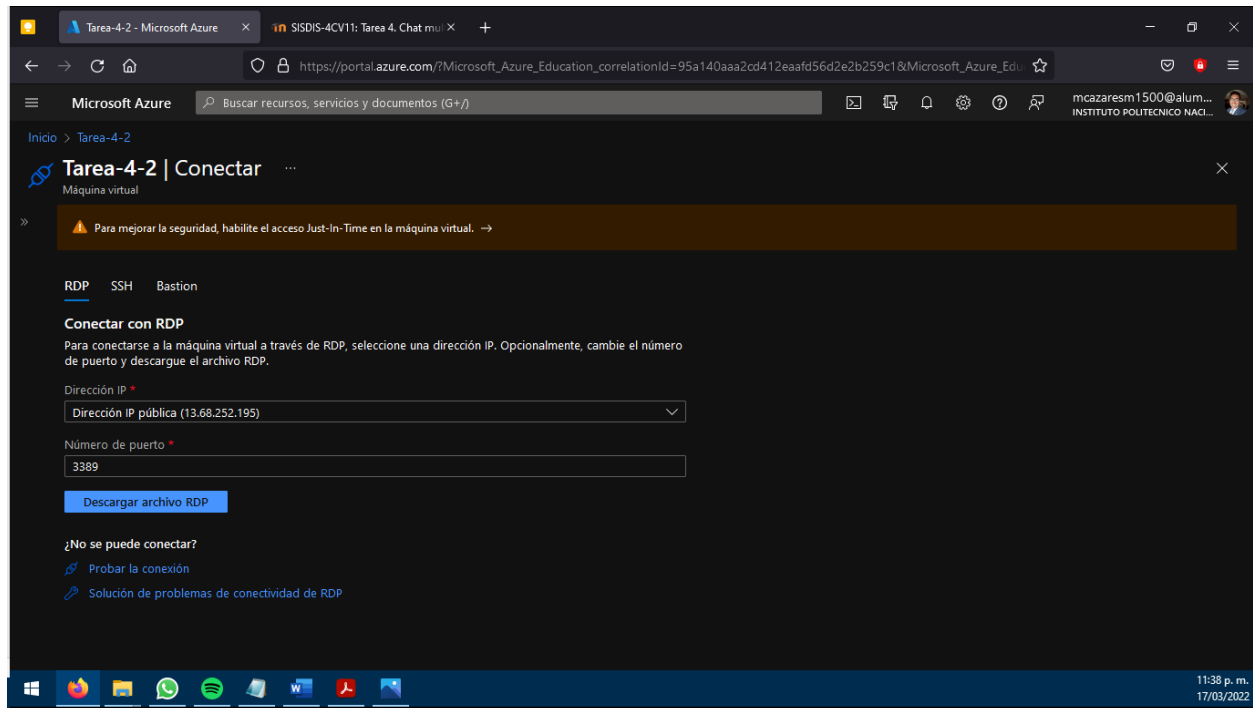 Tarea-4-2 - Microsoft Azure
SISDIS-4CV11: Tarea 4. Chat mul
https://portal.azure.com/?Microsoft_Azure_Education_correlationId=95a140aaa2cd412eaafd56d2e2b259c1&Microsoft_Azure_Edu
Microsoft Azure
Buscar recursos, servicios y documentos (G+/)
mcazaresm1500@alum...
INSTITUTO POLITECNICO NACI...
Inicio > Tarea-4-2
Tarea-4-2 | Conectar ...
Máquina virtual
Para mejorar la seguridad, habilite el acceso Just-In-Time en la máquina virtual. →
RDP SSH Bastion
Conectar con RDP
Para conectarse a la máquina virtual a través de RDP, seleccione una dirección IP. Opcionalmente, cambie el número
de puerto y descargue el archivo RDP.
Dirección IP *
Dirección IP pública (13.68.252.195)
Número de puerto *
3389
Descargar archivo RDP
¿No se puede conectar?
Probar la conexión
Solución de problemas de conectividad de RDP
11:38 p. m.
17/03/2022